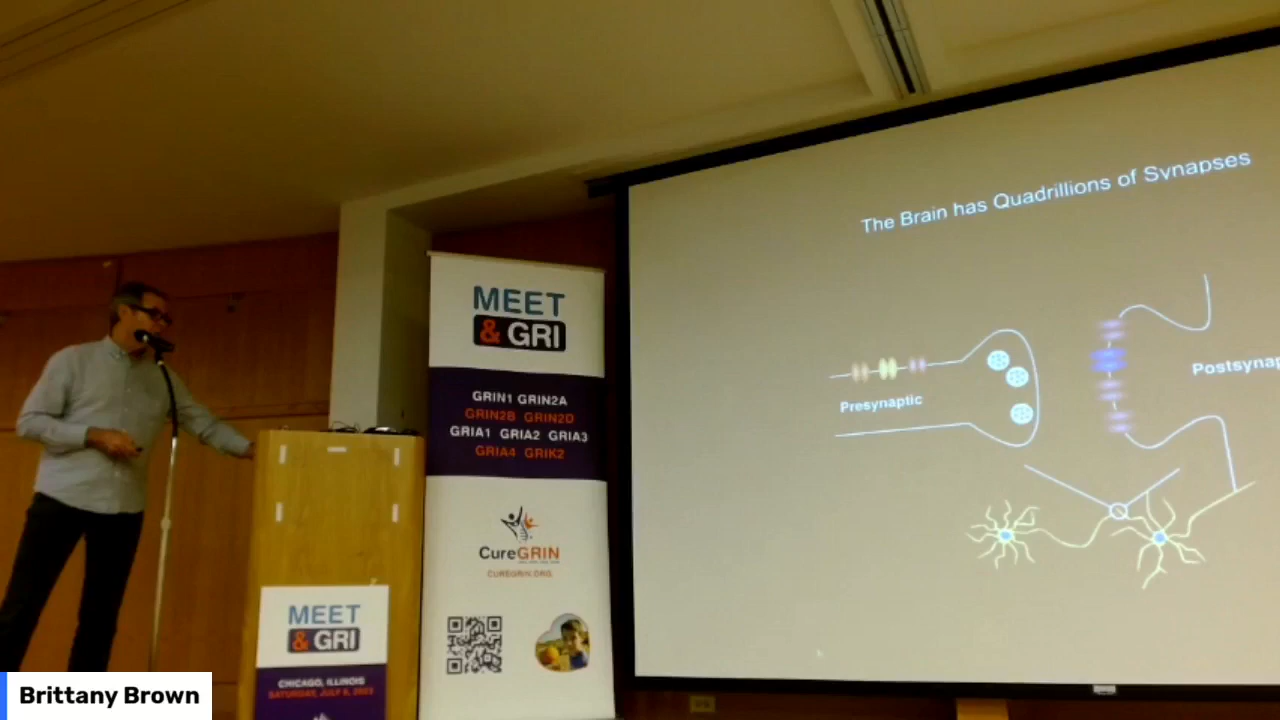 The Brain has Quadrillions of Synapses
Presynaptic
MEET
& GRI
GRIN1 GRIN2A
GRIN2B GRIN2D
GRIA1 GRIA2 GRIA3
GRIA4 GRIK2
CureGRIN
CUREGRIN.ORG
MEET
& GRI
CHICAGO, ILLINOIS
Brittany Brown